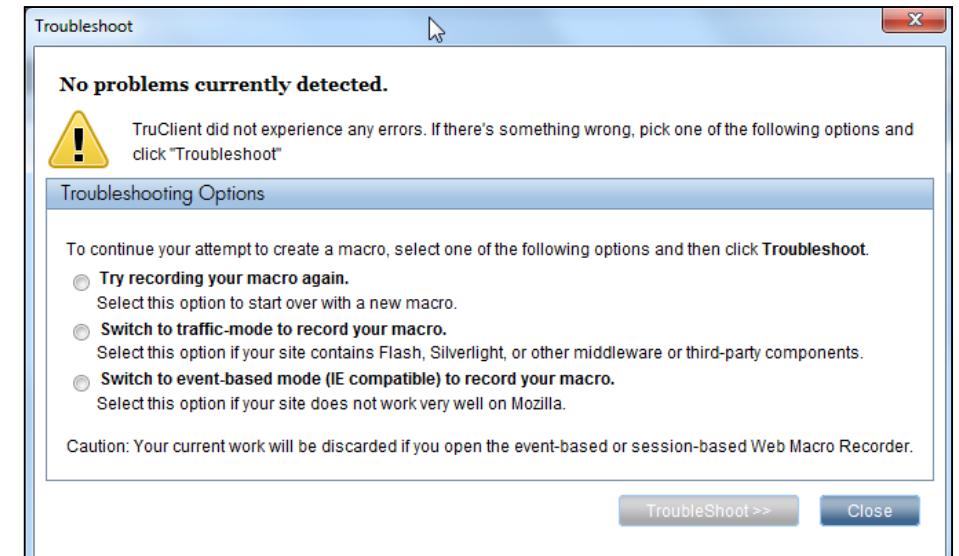 Troubleshoot
No problems currently detected.
TruClient did not experience any errors. If there's something wrong, pick one of the following options and
click "Troubleshoot"
Troubleshooting Options
To continue your attempt to create a macro, select one of the following options and then click Troubleshoot.
Try recording your macro again.
Select this option to start over with a new macro.
Switch to traffic-mode to record your macro.
Select this option if your site contains Flash, Silverlight, or other middleware or third-party components.
Switch to event-based mode (IE compatible) to record your macro.
Select this option if your site does not work very well on Mozilla.
Caution: Your current work will be discarded if you open the event-based or session-based Web Macro Recorder.
TroubleShoot >> Close